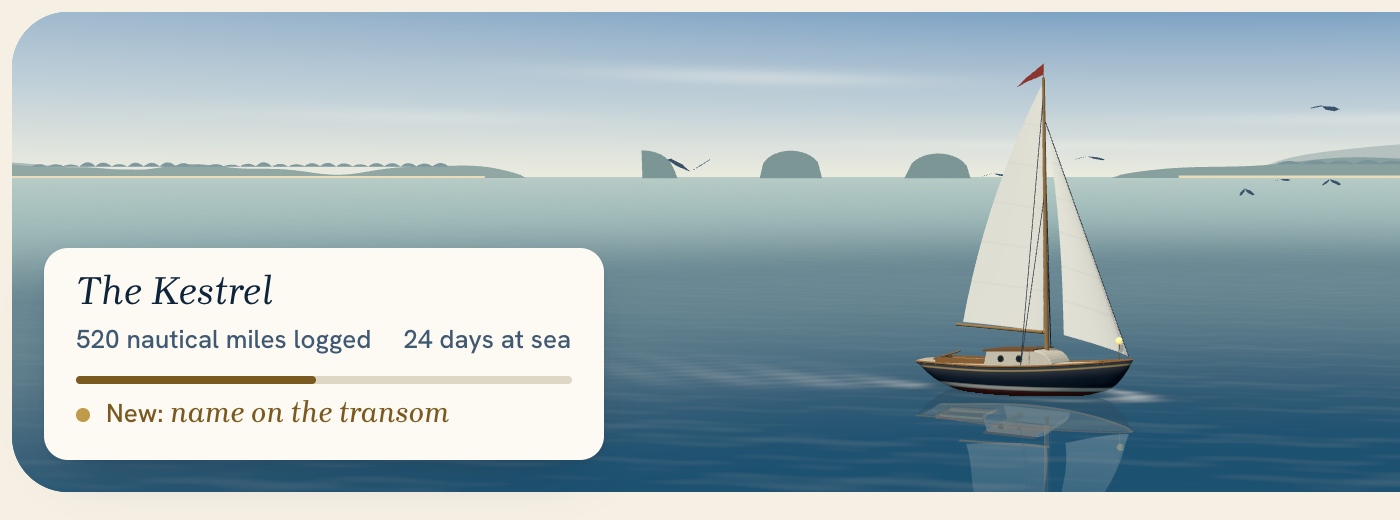 The Kestrel
520 nautical miles logged 24 days at sea
New: name on the transom